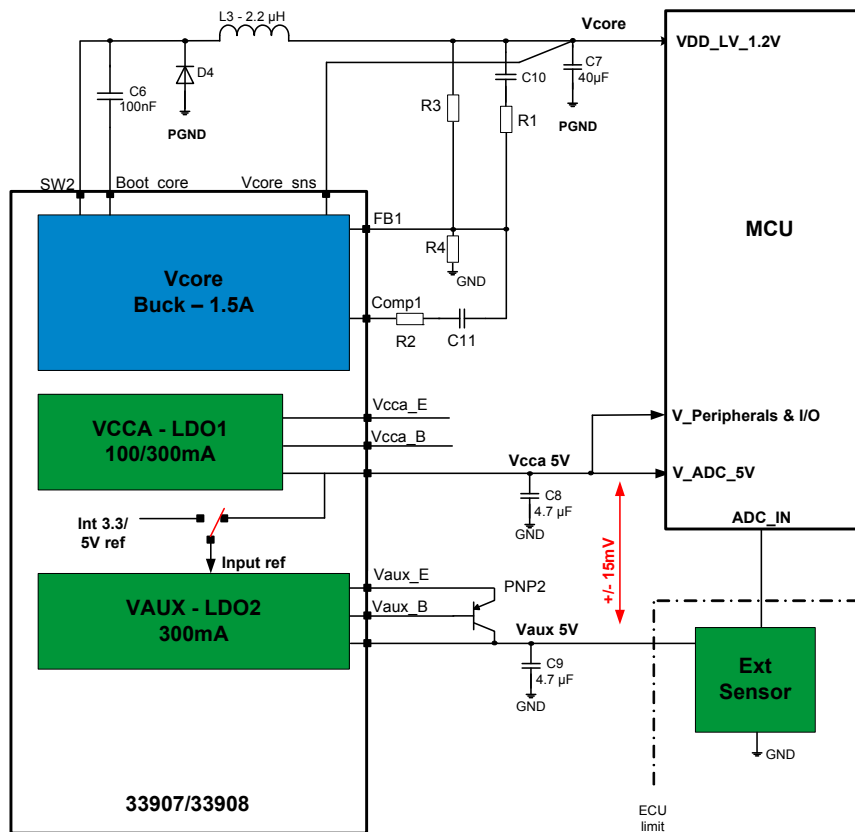 L3 - 2.2 µH
Vcore
VDD_LV_1.2V
C6
100nF
D4
PGND
C10
C7
40µF
PGND
R3
R1
SW2
Boot_core
Vcore_sns
FB1
R4
GND
MCU
Vcore
Buck – 1.5A
Comp1
R2
C11
VCCA - LDO1
100/300mA
Vcca_E
Vcca_B
V_Peripherals & I/O
Vcca 5V
V_ADC_5V
C8
4.7 µF
GND
ADC_IN
Int 3.3/
5V ref
Input ref
+/- 15mV
VAUX - LDO2
300mA
Vaux_E
PNP2
Vaux_B
Vaux 5V
C9
4.7 µF
GND
Ext
Sensor
GND
33907/33908
ECU
limit